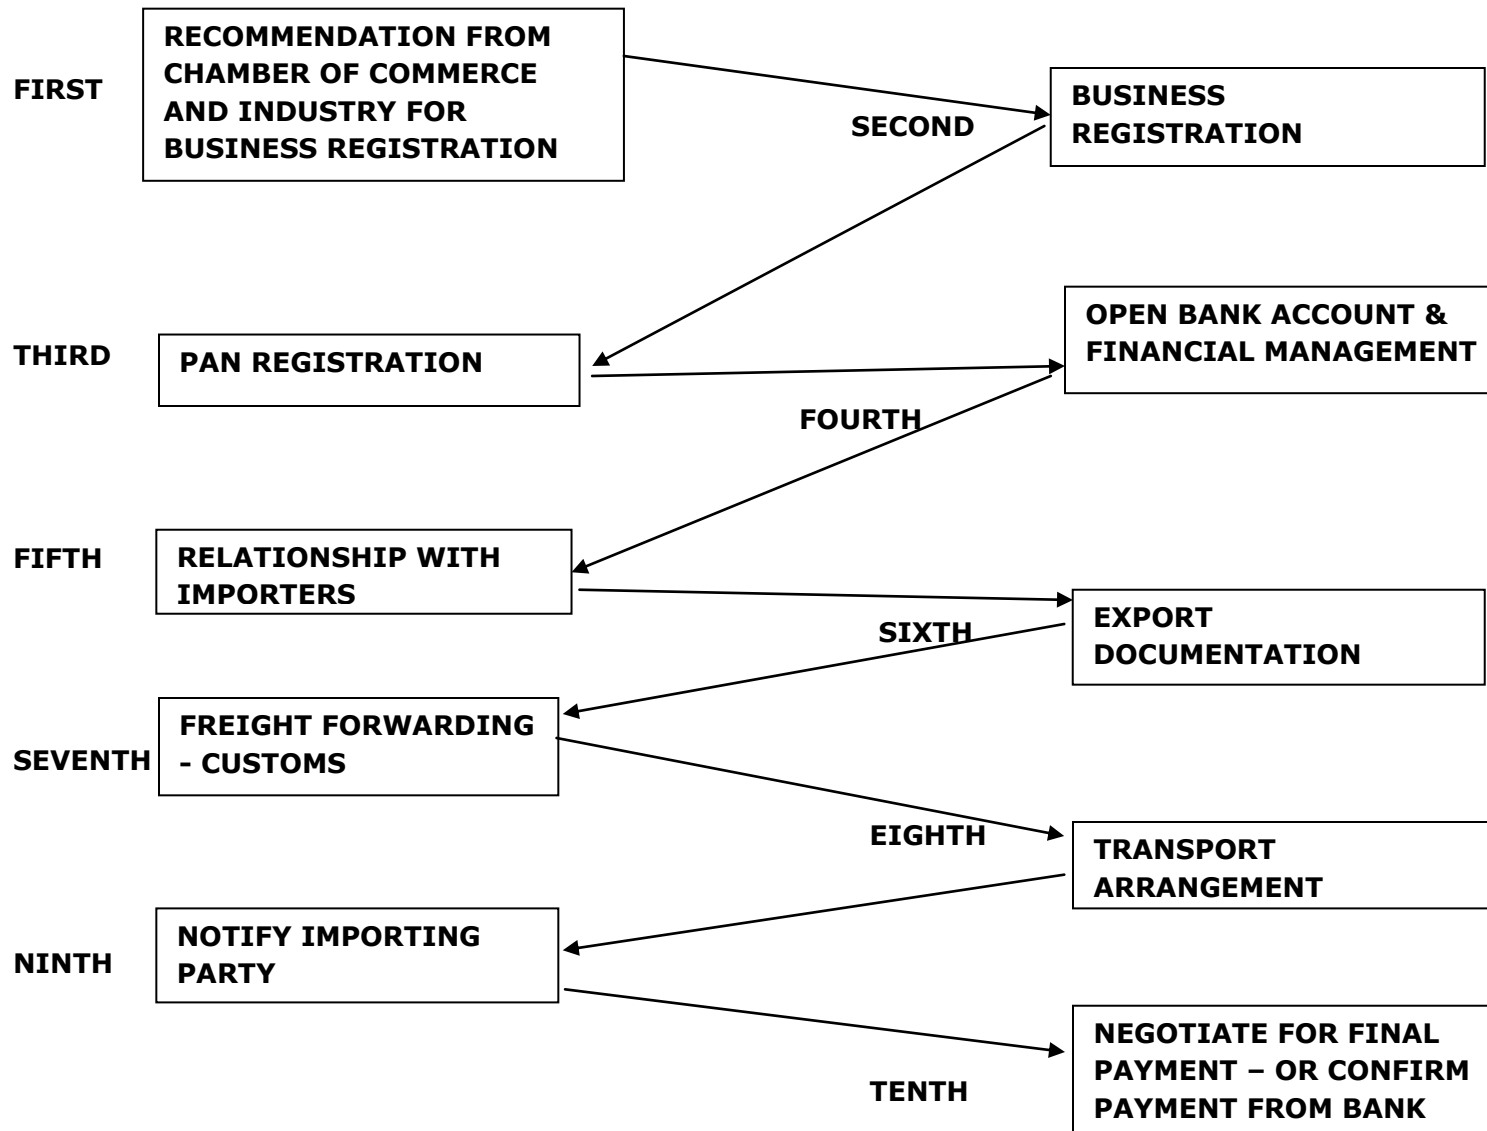 FIRST
RECOMMENDATION FROM
CHAMBER OF COMMERCE
AND INDUSTRY FOR
BUSINESS REGISTRATION
SECOND
BUSINESS
REGISTRATION
THIRD
PAN REGISTRATION
FOURTH
OPEN BANK ACCOUNT &
FINANCIAL MANAGEMENT
FIFTH
RELATIONSHIP WITH
IMPORTERS
SIXTH
EXPORT
DOCUMENTATION
SEVENTH
FREIGHT FORWARDING
- CUSTOMS
EIGHTH
TRANSPORT
ARRANGEMENT
NINTH
NOTIFY IMPORTING
PARTY
TENTH
NEGOTIATE FOR FINAL
PAYMENT – OR CONFIRM
PAYMENT FROM BANK